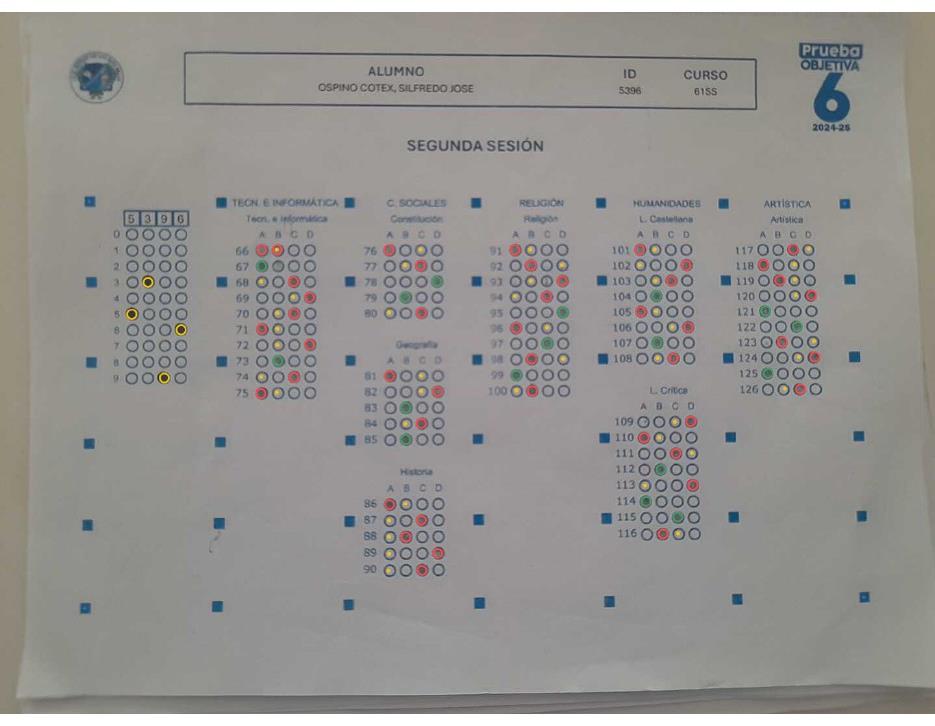 Prueba
OBJETIVA
6
2024-25
ALUMNO ID CURSO
OSPINO COTEX, SILFREDO JOSE 5396 61SS
SEGUNDA SESIÓN
5 3 9 6
0
1
2
3
4
5
6
7
8
9
TECN. E INFORMÁTICA
Tecn. e Informática
A B C D
66
67
68
69
70
71
72
73
74
75
C. SOCIALES
Constitución
A B C D
76
77
78
79
80
Geografía
A B C D
81
82
83
84
85
Historia
A B C D
86
87
88
89
90
RELIGIÓN
Religión
A B C D
91
92
93
94
95
96
97
98
99
100
HUMANIDADES
L. Castellana
A B C D
101
102
103
104
105
106
107
108
L. Crítica
A B C D
109
110
111
112
113
114
115
116
ARTÍSTICA
Artística
A B C D
117
118
119
120
121
122
123
124
125
126